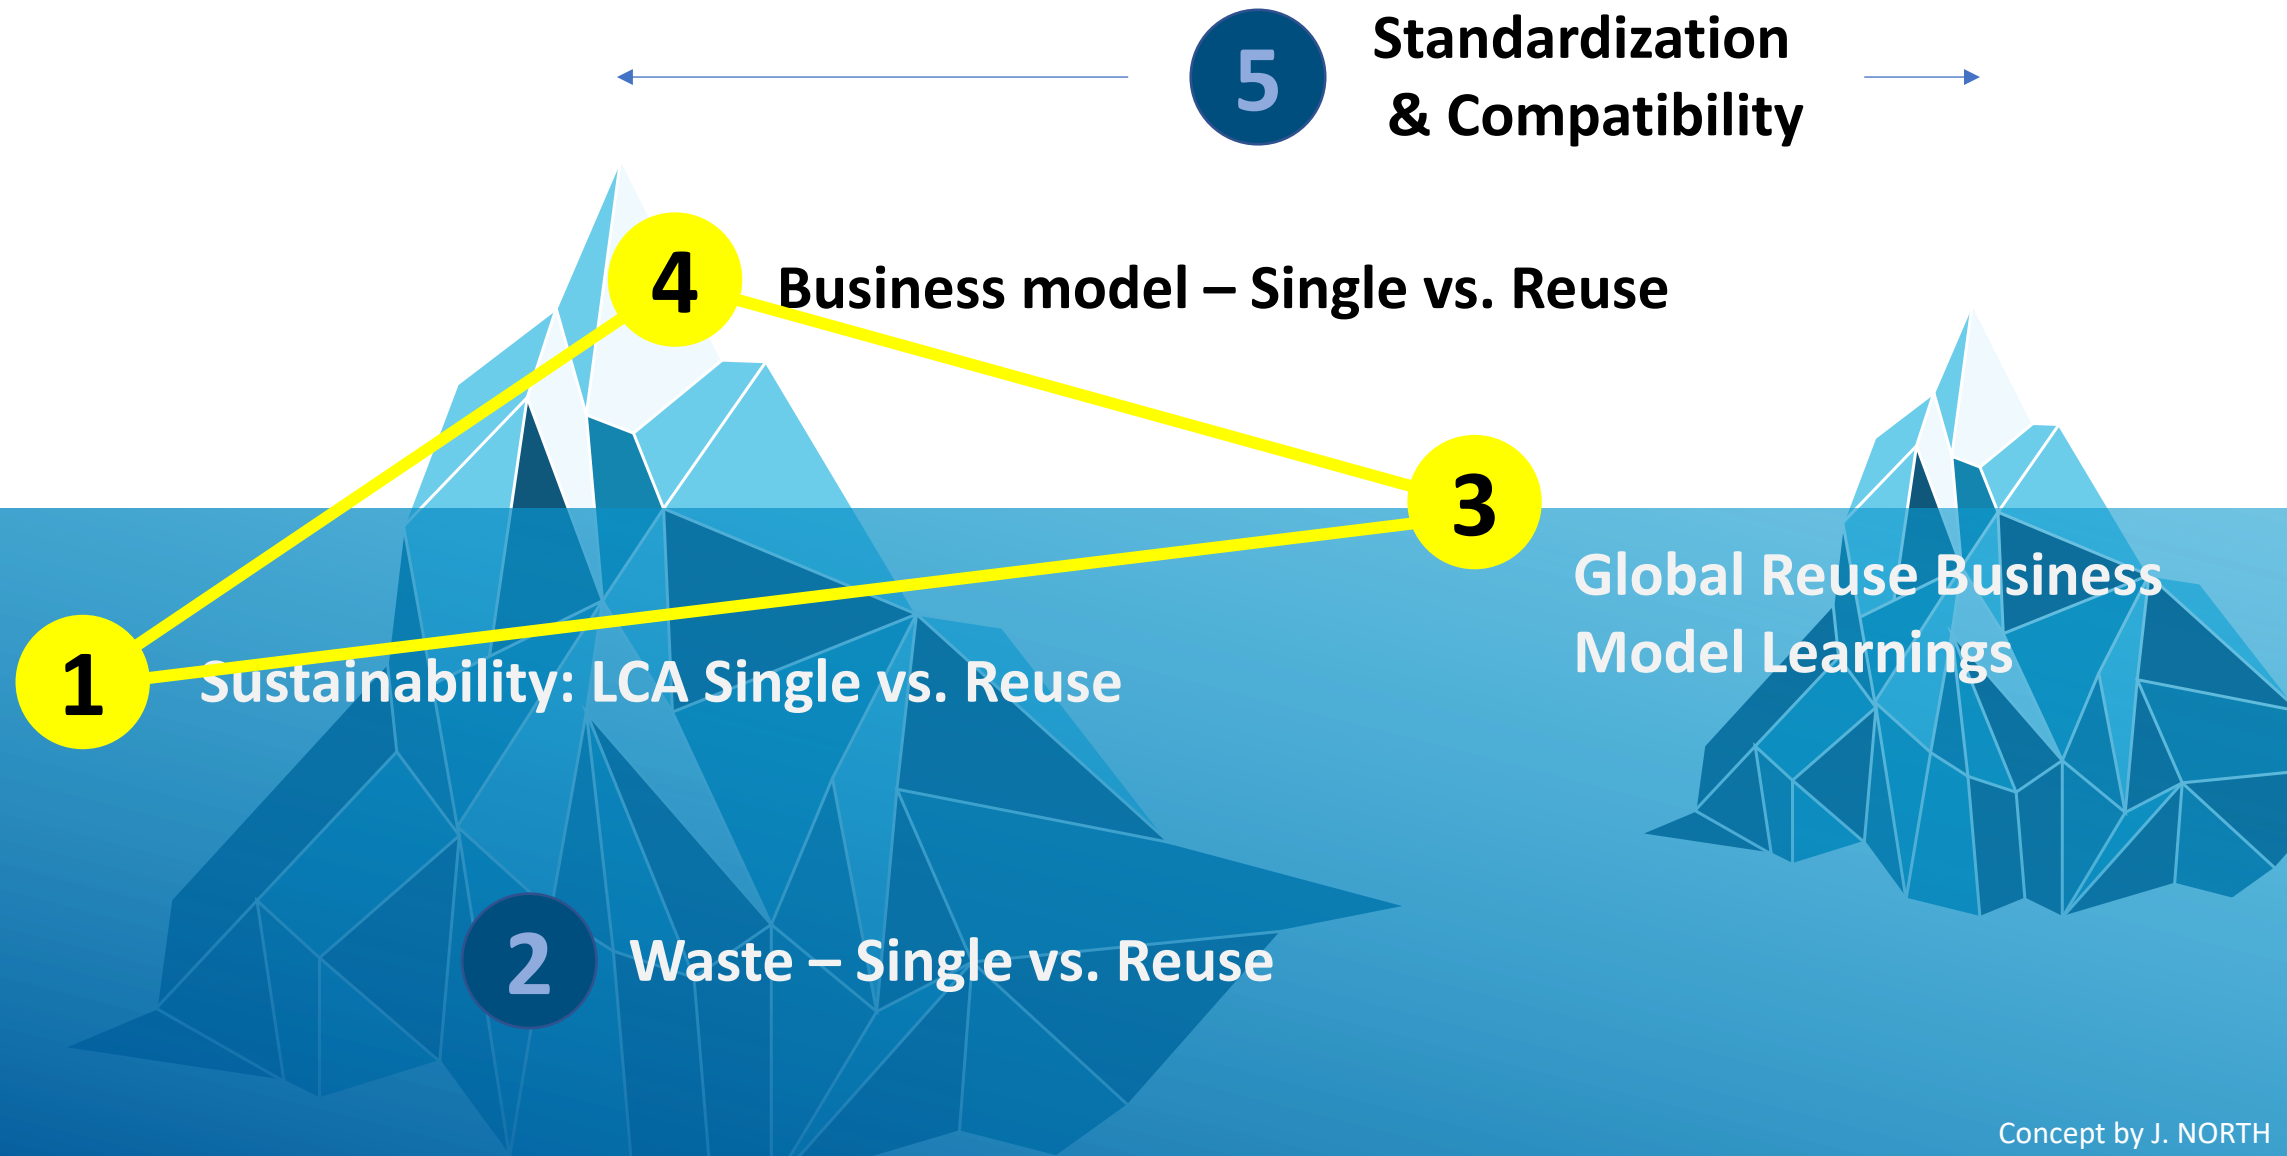 5
Standardization
& Compatibility
4
Business model – Single vs. Reuse
3
Global Reuse Business
Model Learnings
1
Sustainability: LCA Single vs. Reuse
2
Waste – Single vs. Reuse
Concept by J. NORTH